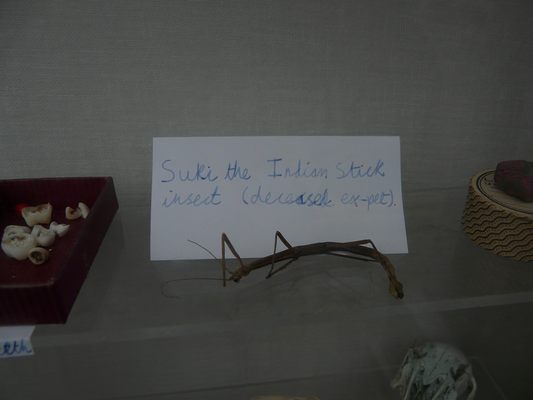 Suki the Indian Stick
insect (deceased ex-pet).